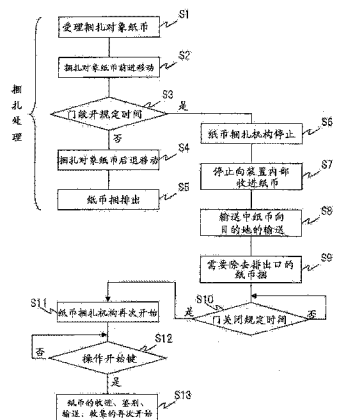 S1
受理捆扎对象纸币
S2
捆扎对象纸币前进移动
捆扎处理
S3
门敞开规定时间
是
否
S4
捆扎对象纸币后退移动
S5
纸币捆排出
S6
纸币捆扎机构停止
S7
停止向装置内部
收进纸币
S8
输送中纸币向
目的地的输送
S9
需要除去排出口的
纸币捆
S10
门关闭规定时间
是
否
S11
纸币捆扎机构再次开始
S12
操作开始键
否
是
S13
纸币的收进、鉴别、
输送、收集的再次开始